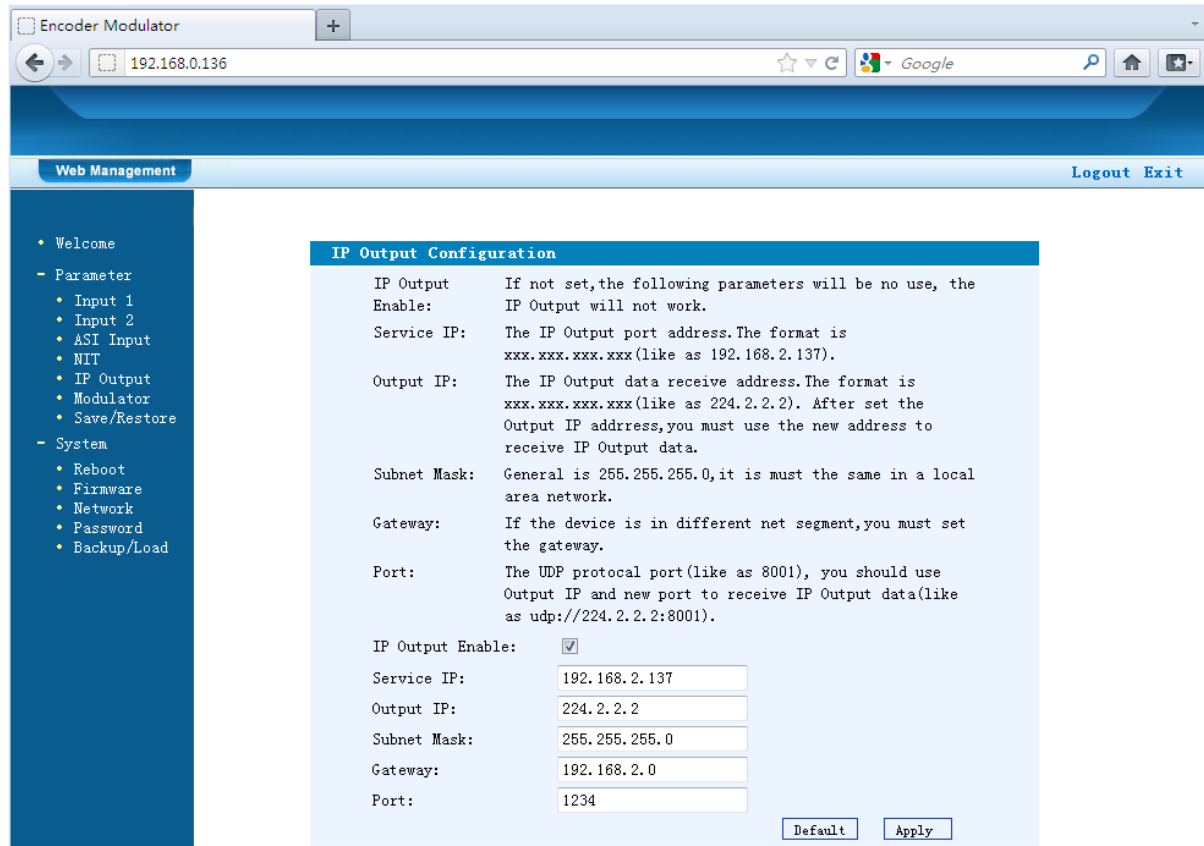 Encoder Modulator
+
192.168.0.136
Google
Web Management
Logout Exit
Welcome
Parameter
Input 1
Input 2
ASI Input
NIT
IP Output
Modulator
Save/Restore
System
Reboot
Firmware
Network
Password
Backup/Load
IP Output Configuration
IP Output If not set,the following parameters will be no use, the
Enable: IP Output will not work.
Service IP: The IP Output port address.The format is
xxx.xxx.xxx.xxx(like as 192.168.2.137).
Output IP: The IP Output data receive address.The format is
xxx.xxx.xxx.xxx(like as 224.2.2.2). After set the
Output IP addrress,you must use the new address to
receive IP Output data.
Subnet Mask: General is 255.255.255.0,it is must the same in a local
area network.
Gateway: If the device is in different net segment,you must set
the gateway.
Port: The UDP protocal port(like as 8001), you should use
Output IP and new port to receive IP Output data(like
as udp://224.2.2.2:8001).
IP Output Enable:
Service IP: 192.168.2.137
Output IP: 224.2.2.2
Subnet Mask: 255.255.255.0
Gateway: 192.168.2.0
Port: 1234
Default Apply